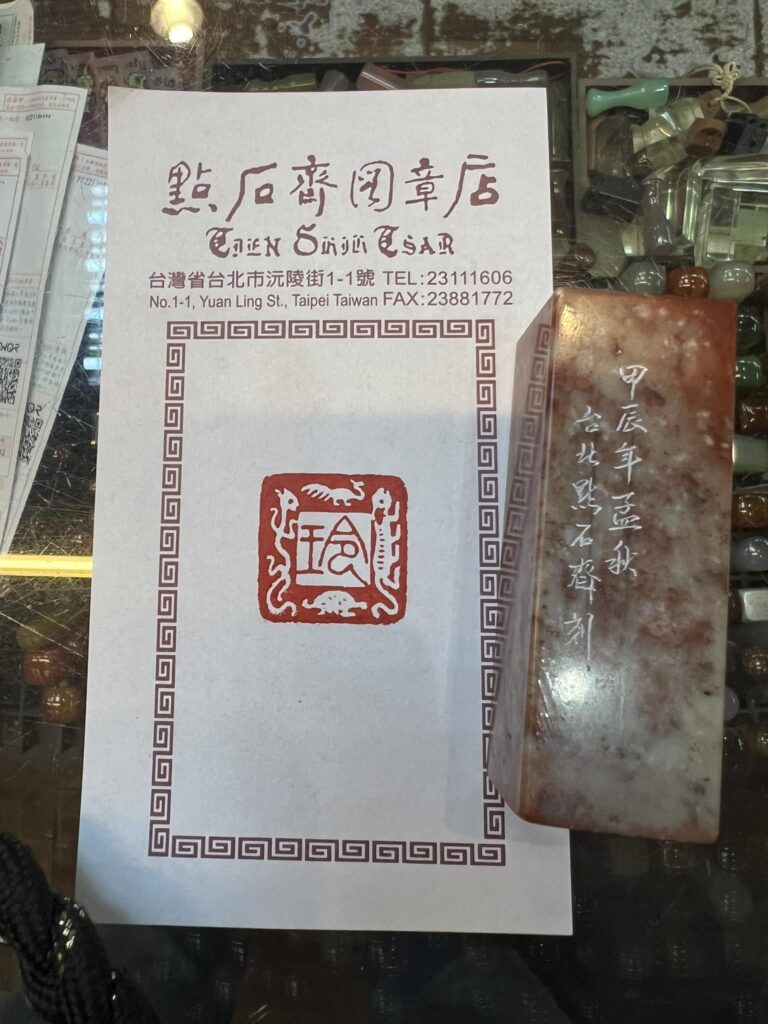 點石齋圖章店
TIEN SHIH TSAR
台灣省台北市沅陵街1-1號 TEL:23111606
No.1-1, Yuan Ling St., Taipei Taiwan FAX:23881772
玲
甲辰年孟秋
台北點石齋刻